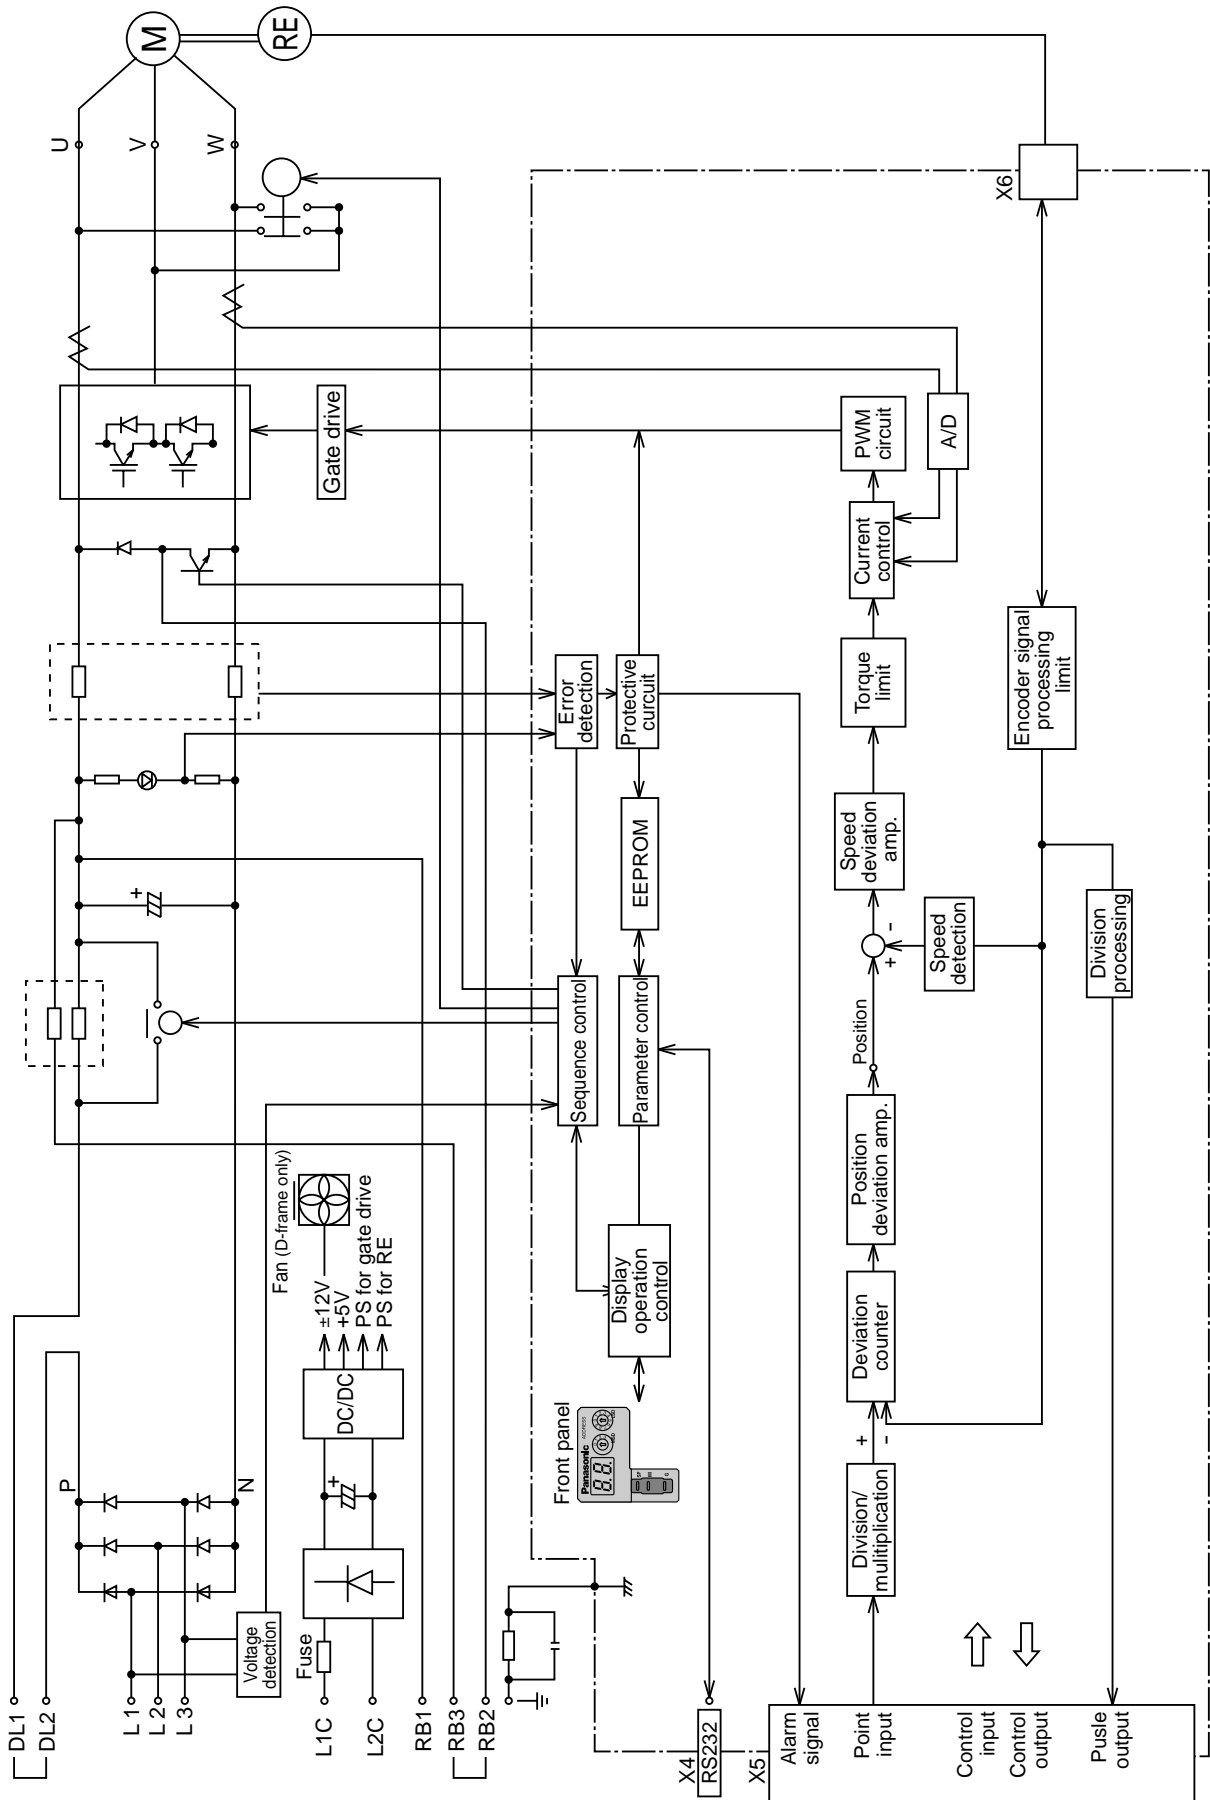 DL1
DL2
L 1
L 2
L 3
L1C
L2C
RB1
RB3
RB2
P
N
Voltage
detection
Fuse
DC/DC
±12V
+5V
PS for gate drive
PS for RE
Fan (D-frame only)
+
+
U
V
W
M
RE
Gate drive
Error
detection
Protective
curcuit
EEPROM
Sequence control
Parameter control
Display
operation
control
Front panel
Panasonic
ADDRESS
PWM
circuit
A/D
Current
control
Torque
limit
Speed
deviation
amp.
+
-
Speed
detection
Position
Position
deviation amp.
Deviation
counter
+
-
Division/
mulitiplication
Encoder signal
processing
limit
Division
processing
X6
X4
RS232
X5
Alarm
signal
Point
input
Control
input
Control
output
Pusle
output